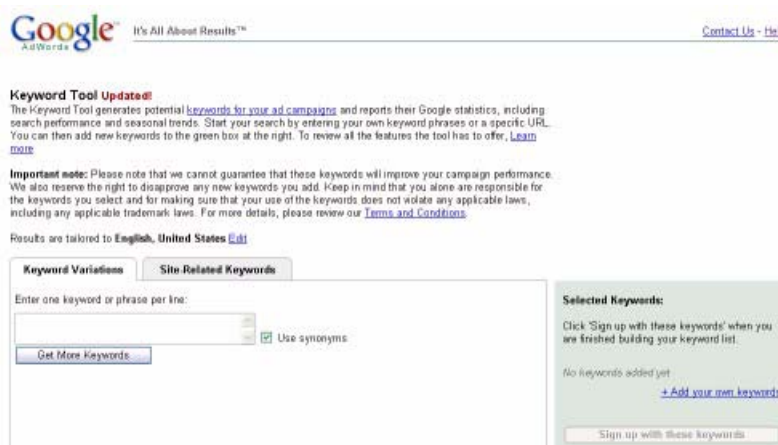 Google It's All About Results™ Contact Us - Hel
AdWords
Keyword Tool Updated!
The Keyword Tool generates potential keywords for your ad campaigns and reports their Google statistics, including
search performance and seasonal trends. Start your search by entering your own keyword phrases or a specific URL.
You can then add new keywords to the green box at the right. To review all the features the tool has to offer, Learn
more
Important note: Please note that we cannot guarantee that these keywords will improve your campaign performance.
We also reserve the right to disapprove any new keywords you add. Keep in mind that you alone are responsible for
the keywords you select and for making sure that your use of the keywords does not violate any applicable laws,
including any applicable trademark laws. For more details, please review our Terms and Conditions.
Results are tailored to English, United States Edit
Keyword Variations Site-Related Keywords
Enter one keyword or phrase per line:
Use synonyms
Get More Keywords
Selected Keywords:
Click 'Sign up with these keywords' when you
are finished building your keyword list.
No keywords added yet
+ Add your own keywords
Sign up with these keywords